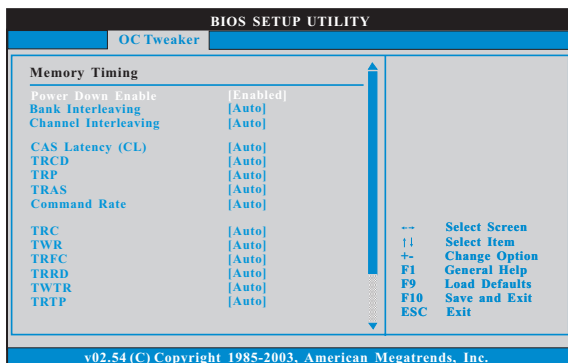 BIOS SETUP UTILITY
OC Tweaker
Memory Timing
Power Down Enable [Enabled]
Bank Interleaving [Auto]
Channel Interleaving [Auto]
CAS Latency (CL) [Auto]
TRCD [Auto]
TRP [Auto]
TRAS [Auto]
Command Rate [Auto]
TRC [Auto]
TWR [Auto]
TRFC [Auto]
TRRD [Auto]
TWTR [Auto]
TRTP [Auto]
↔ Select Screen
↑↓ Select Item
+- Change Option
F1 General Help
F9 Load Defaults
F10 Save and Exit
ESC Exit
v02.54 (C) Copyright 1985-2003, American Megatrends, Inc.